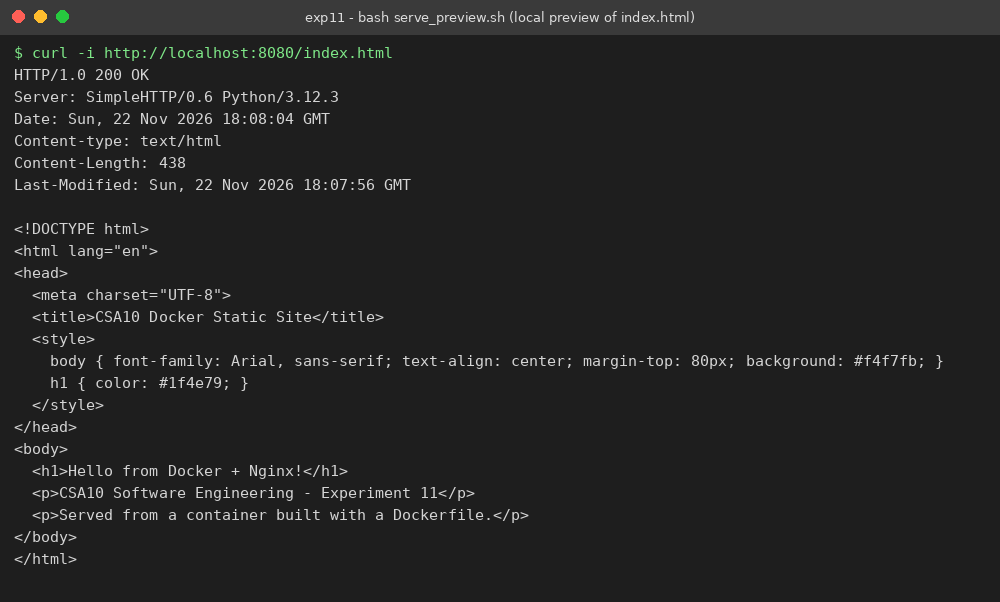 exp11 - bash serve_preview.sh (local preview of index.html)
$ curl -i http://localhost:8080/index.html
HTTP/1.0 200 OK
Server: SimpleHTTP/0.6 Python/3.12.3
Date: Sun, 22 Nov 2026 18:08:04 GMT
Content-type: text/html
Content-Length: 438
Last-Modified: Sun, 22 Nov 2026 18:07:56 GMT

<!DOCTYPE html>
<html lang="en">
<head>
  <meta charset="UTF-8">
  <title>CSA10 Docker Static Site</title>
  <style>
    body { font-family: Arial, sans-serif; text-align: center; margin-top: 80px; background: #f4f7fb; }
    h1 { color: #1f4e79; }
  </style>
</head>
<body>
  <h1>Hello from Docker + Nginx!</h1>
  <p>CSA10 Software Engineering - Experiment 11</p>
  <p>Served from a container built with a Dockerfile.</p>
</body>
</html>